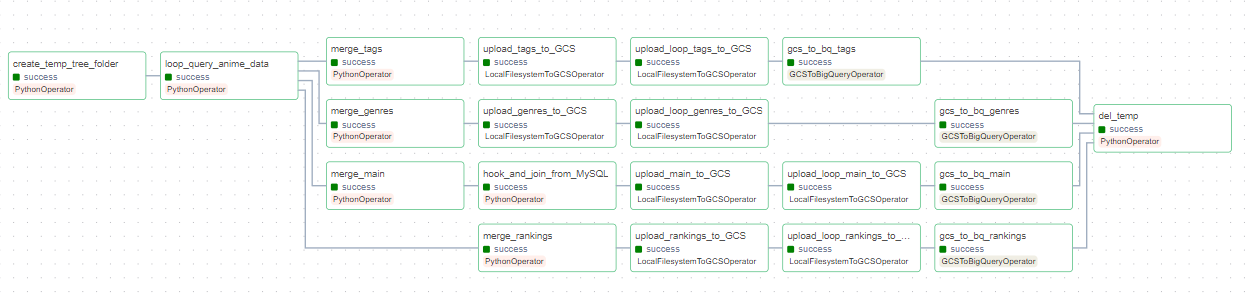 create_temp_tree_folder
success
PythonOperator
loop_query_anime_data
success
PythonOperator
merge_tags
success
PythonOperator
upload_tags_to_GCS
success
LocalFilesystemToGCSOperator
upload_loop_tags_to_GCS
success
LocalFilesystemToGCSOperator
gcs_to_bq_tags
success
GCSToBigQueryOperator
merge_genres
success
PythonOperator
upload_genres_to_GCS
success
LocalFilesystemToGCSOperator
upload_loop_genres_to_GCS
success
LocalFilesystemToGCSOperator
gcs_to_bq_genres
success
GCSToBigQueryOperator
merge_main
success
PythonOperator
hook_and_join_from_MySQL
success
PythonOperator
upload_main_to_GCS
success
LocalFilesystemToGCSOperator
upload_loop_main_to_GCS
success
LocalFilesystemToGCSOperator
gcs_to_bq_main
success
GCSToBigQueryOperator
merge_rankings
success
PythonOperator
upload_rankings_to_GCS
success
LocalFilesystemToGCSOperator
upload_loop_rankings_to_...
success
LocalFilesystemToGCSOperator
gcs_to_bq_rankings
success
GCSToBigQueryOperator
del_temp
success
PythonOperator